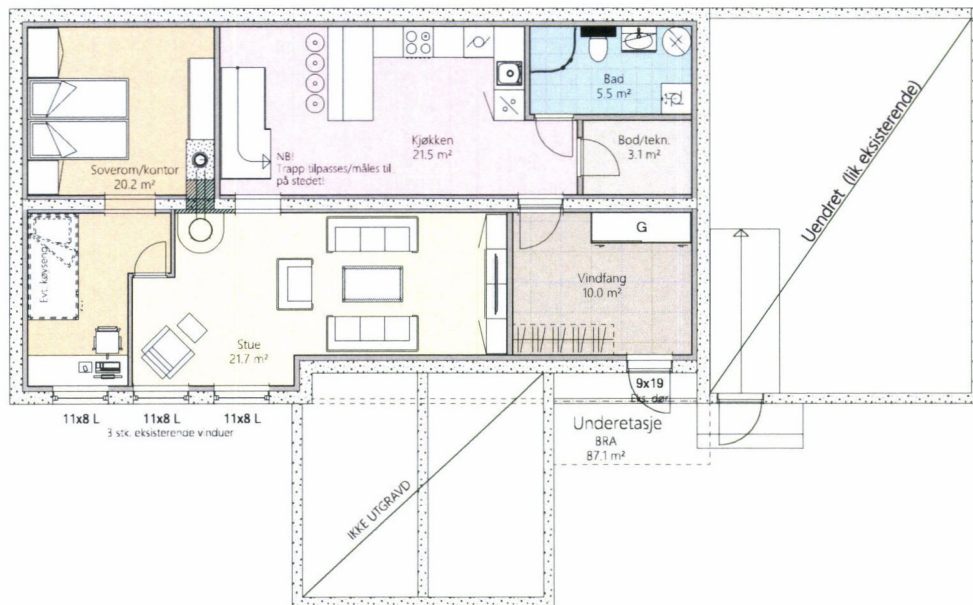 Bad
5.5 m²
Kjøkken
21.5 m²
Bod/tekn.
3.1 m²
NB!
Trapp tilpasses/måles til
på stedet!
Soverom/kontor
20.2 m²
Uendret (lik eksisterende)
G
Evt. køyseng
Vindfang
10.0 m²
Stue
21.7 m²
9x19
Eks. dør
11x8 L
11x8 L
11x8 L
3 stk. eksisterende vinduer
Underetasje
BRA
87.1 m²
IKKE UTGRAVD